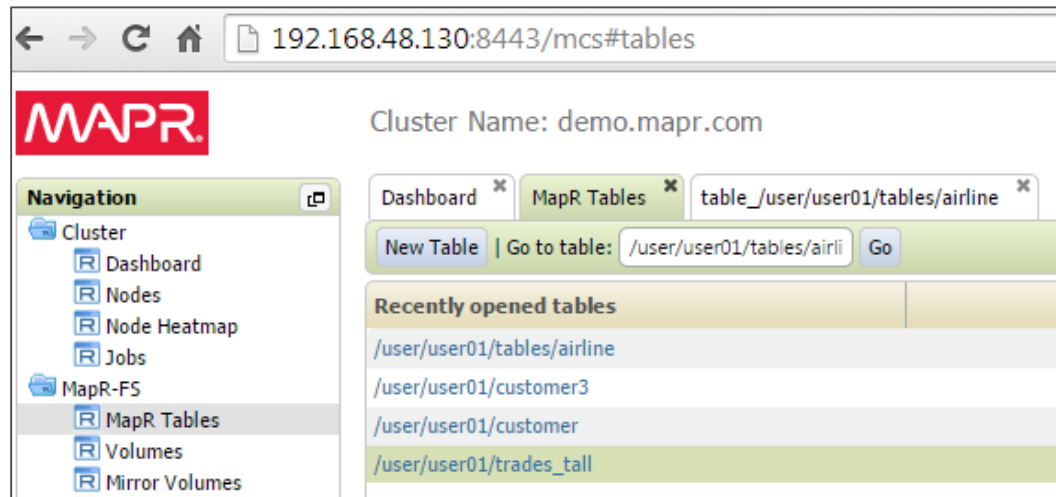 192.168.48.130:8443/mcs#tables
MAPR.
Cluster Name: demo.mapr.com
Navigation
Cluster
Dashboard
Nodes
Node Heatmap
Jobs
MapR-FS
MapR Tables
Volumes
Mirror Volumes
Dashboard MapR Tables table_/user/user01/tables/airline
New Table | Go to table: /user/user01/tables/airli Go
Recently opened tables
/user/user01/tables/airline
/user/user01/customer3
/user/user01/customer
/user/user01/trades_tall